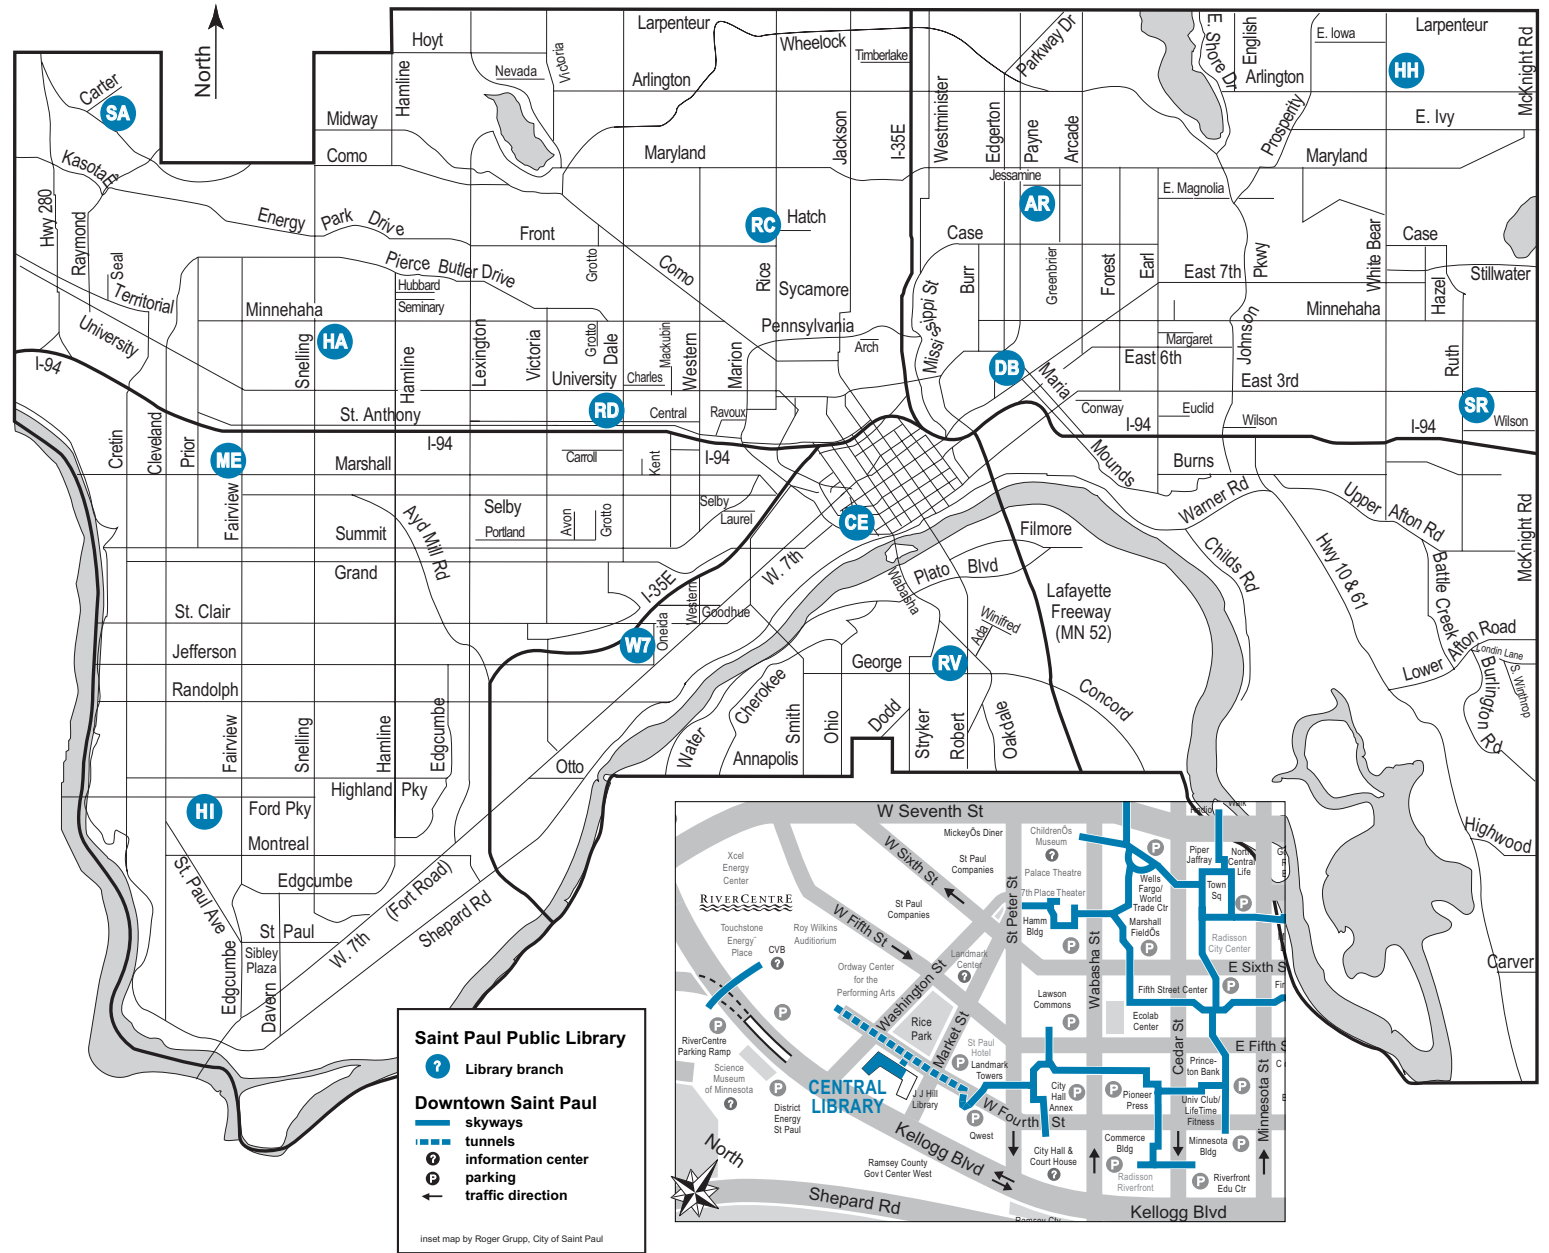 North
Hoyt
Larpenteur
Wheelock
Timberlake
Parkway Dr
E. Shore Dr
English
E. Iowa
Larpenteur
McKnight Rd
Carter
SA
Hamline
Nevada
Victoria
Arlington
Arlington
HH
Midway
Como
Maryland
Jackson
I-35E
Westminister
Edgerton
Payne
Arcade
Prosperity
E. Ivy
Maryland
Kasota
E
Jessamine
E. Magnolia
AR
Hwy 280
Raymond
Energy Park Drive
Front
RC
Hatch
Case
Case
Stillwater
Seal
Territorial
University
Pierce Butler Drive
Hubbard
Seminary
Grotto
Como
Rice
Sycamore
Pennsylvania
Mississippi St
Burr
Greenbrier
Forest
Earl
East 7th
Pkwy
White Bear
Hazel
Minnehaha
Minnehaha
I-94
HA
Snelling
Hamline
Lexington
Victoria
Grotto
Dale
Mackubin
Western
Marion
Arch
University
Charles
DB
Maria
Margaret
East 6th
Johnson
East 3rd
Ruth
SR
Wilson
St. Anthony
RD
Central
Ravoux
Conway
Euclid
I-94
Wilson
I-94
Cretin
Cleveland
Prior
ME
I-94
Marshall
Carroll
Kent
I-94
Mounds
Burns
Fairview
Ayd Mill Rd
Selby
Portland
Avon
Grotto
Selby
Laurel
CE
Warner Rd
Upper Afton Rd
McKnight Rd
Summit
Grand
I-35E
W. 7th
Filmore
Plato Blvd
Wabasha
Childs Rd
Hwy 10 & 61
Battle Creek
St. Clair
Western
Goodhue
Oneida
W7
Lafayette
Freeway
(MN 52)
Winifred
Ada
Jefferson
George
RV
Lower Afton Road
Londin Lane
Burlington Rd
S. Winthrop
Randolph
Cherokee
Concord
Fairview
Snelling
Hamline
Edgcumbe
Water
Annapolis
Smith
Ohio
Dodd
Stryker
Robert
Oakdale
Otto
Highland Pky
HI
Ford Pky
Montreal
Highwood
St. Paul Ave
Edgcumbe
W. 7th
(Fort Road)
Shepard Rd
St Paul
Sibley
Plaza
Edgcumbe
Davern
Carver
Saint Paul Public Library
?
Library branch
Downtown Saint Paul
skyways
tunnels
?
information center
P
parking
traffic direction
inset map by Roger Grupp, City of Saint Paul
W Seventh St
Radio
Walk
MickeyÕs Diner
ChildrenÕs
Museum
?
Piper
Jaffray
North
Central
Life
Xcel
Energy
Center
W Sixth St
St Paul
Companies
Palace Theatre
7th Place Theater
Wells
Fargo/
World
Trade Ctr
Town
Sq
RIVERCENTRE
W Fifth St
St Paul
Companies
St Peter St
Hamm
Bldg
Marshall
FieldÕs
Touchstone
Energy
Place
CVB
?
Roy Wilkins
Auditorium
Landmark
Center
?
Wabasha St
Radisson
City Center
Ordway Center
for the
Performing Arts
Washington St
E Sixth S
Fifth Street Center
Lawson
Commons
Ecolab
Center
Rice
Park
Market St
Cedar St
E Fifth S
RiverCentre
Parking Ramp
St Paul
Hotel
Landmark
Towers
Prince-
ton Bank
Science
Museum
of Minnesota
?
CENTRAL
LIBRARY
J J Hill
Library
City
Hall
Annex
Pioneer
Press
Univ Club/
LifeTime
Fitness
Minnesota St
District
Energy
St Paul
W Fourth St
Qwest
Kellogg Blvd
City Hall &
Court House
?
Commerce
Bldg
Minnesota
Bldg
Ramsey County
Govt Center West
Radisson
Riverfront
Riverfront
Edu Ctr
North
Shepard Rd
Kellogg Blvd
Ramsey Cty